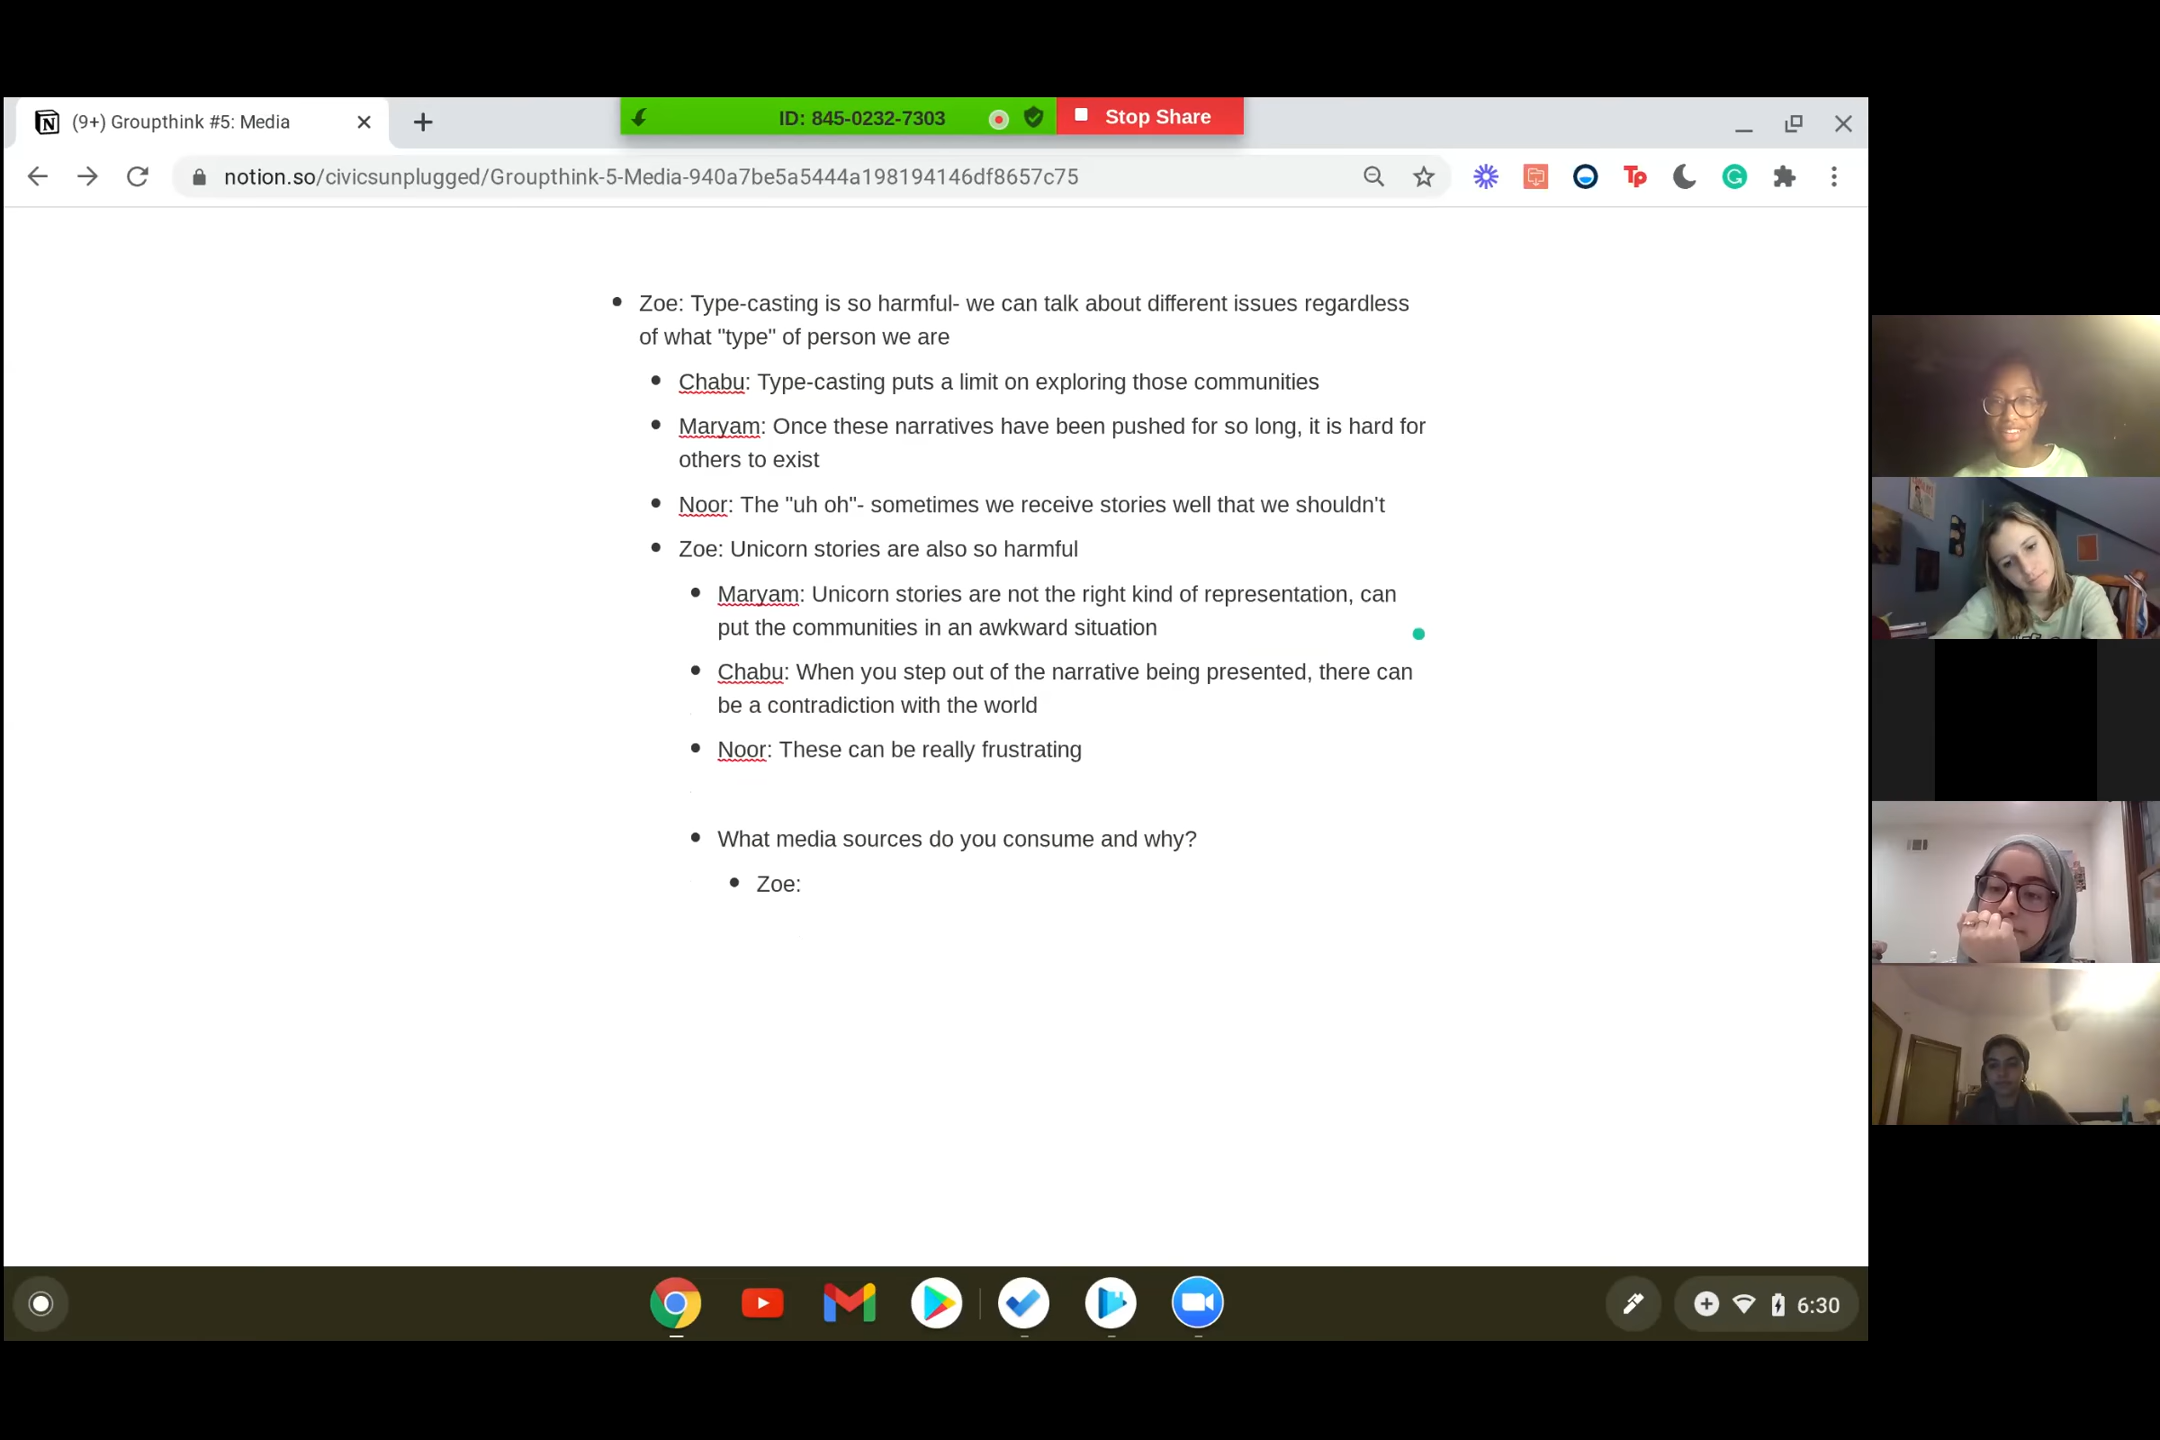 (9+) Groupthink #5: Media
ID: 845-0232-7303
Stop Share
notion.so/civicsunplugged/Groupthink-5-Media-940a7be5a5444a198194146df8657c75
Tp
Zoe: Type-casting is so harmful- we can talk about different issues regardless
of what "type" of person we are
Chabu: Type-casting puts a limit on exploring those communities
Maryam: Once these narratives have been pushed for so long, it is hard for
others to exist
Noor: The "uh oh"- sometimes we receive stories well that we shouldn't
Zoe: Unicorn stories are also so harmful
Maryam: Unicorn stories are not the right kind of representation, can
put the communities in an awkward situation
Chabu: When you step out of the narrative being presented, there can
be a contradiction with the world
Noor: These can be really frustrating
What media sources do you consume and why?
Zoe:
6:30